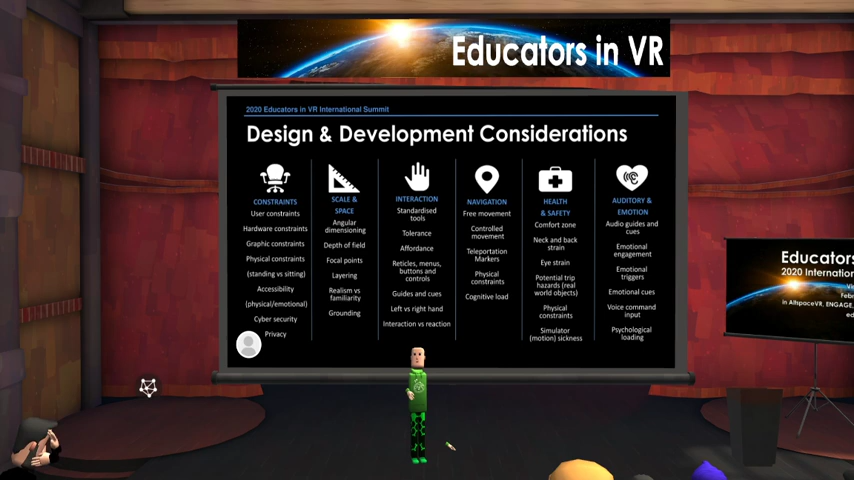 Educators in VR
2020 Educators in VR International Summit
Design & Development Considerations
CONSTRAINTS
User constraints
Hardware constraints
Graphic constraints
Physical constraints
(standing vs sitting)
Accessibility
(physical/emotional)
Cyber security
Privacy
SCALE &
SPACE
Angular
dimensioning
Depth of field
Focal points
Layering
Realism vs
familiarity
Grounding
INTERACTION
Standardised
tools
Tolerance
Affordance
Reticles, menus,
buttons and
controls
Guides and cues
Left vs right hand
Interaction vs reaction
NAVIGATION
Free movement
Controlled
movement
Teleportation
Markers
Physical
constraints
Cognitive load
HEALTH
& SAFETY
Comfort zone
Neck and back
strain
Eye strain
Potential trip
hazards (real
world objects)
Physical
constraints
Simulator
(motion) sickness
AUDITORY &
EMOTION
Audio guides and
cues
Emotional
engagement
Emotional
triggers
Emotional cues
Voice command
input
Psychological
loading
Educators
2020 Internation
Vi
Febr
in AltspaceVR, ENGAGE,
ed